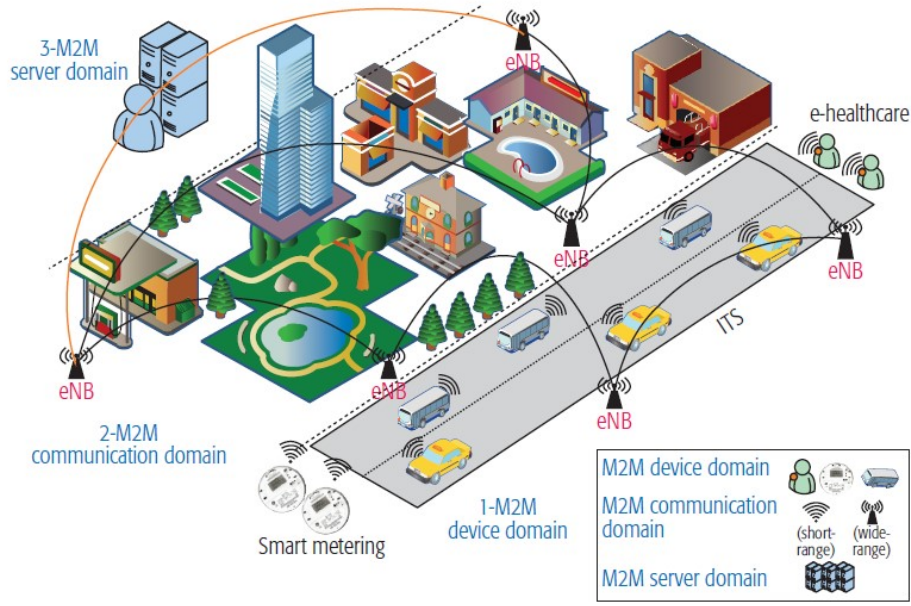 3-M2M
server domain
eNB
e-healthcare
eNB
eNB
ITS
eNB
eNB
eNB
2-M2M
communication domain
Smart metering
1-M2M
device domain
M2M device domain
M2M communication
domain
(short-
range)
(wide-
range)
M2M server domain